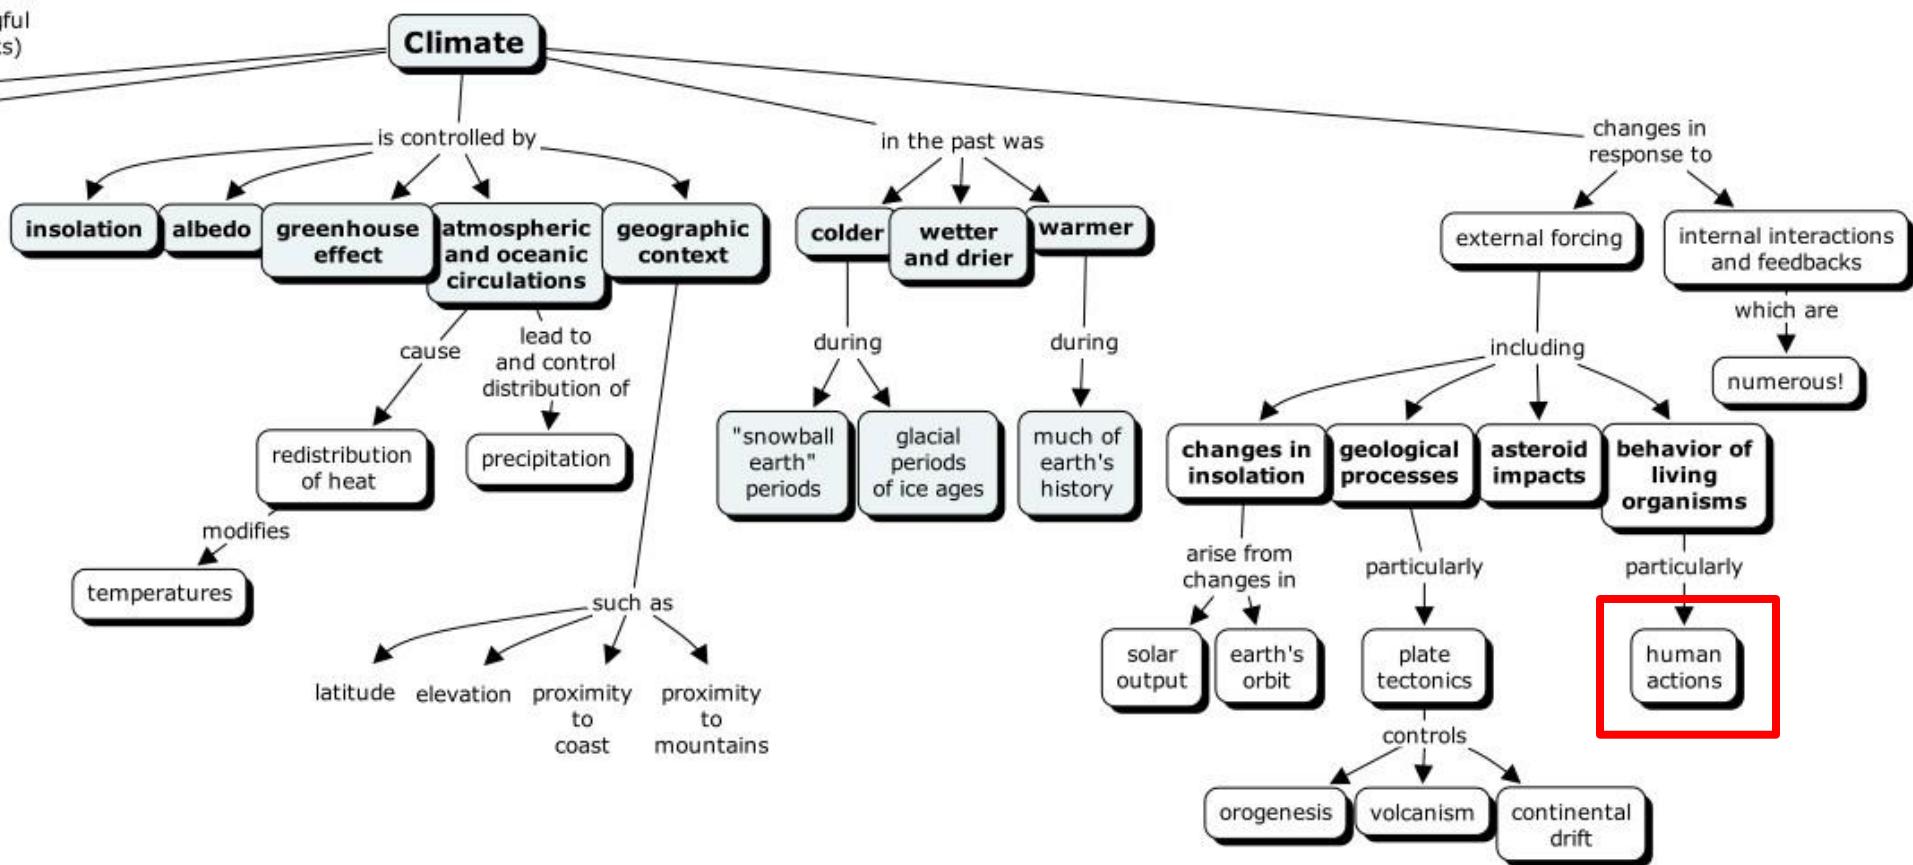 Climate
is controlled by
in the past was
changes in
response to
insolation
albedo
greenhouse
effect
atmospheric
and oceanic
circulations
geographic
context
colder
wetter
and drier
warmer
external forcing
internal interactions
and feedbacks
which are
numerous!
cause
lead to
and control
distribution of
during
during
including
redistribution
of heat
precipitation
"snowball
earth"
periods
glacial
periods
of ice ages
much of
earth's
history
changes in
insolation
geological
processes
asteroid
impacts
behavior of
living
organisms
modifies
temperatures
arise from
changes in
particularly
particularly
such as
latitude
elevation
proximity
to
coast
proximity
to
mountains
solar
output
earth's
orbit
plate
tectonics
human
actions
controls
orogenesis
volcanism
continental
drift